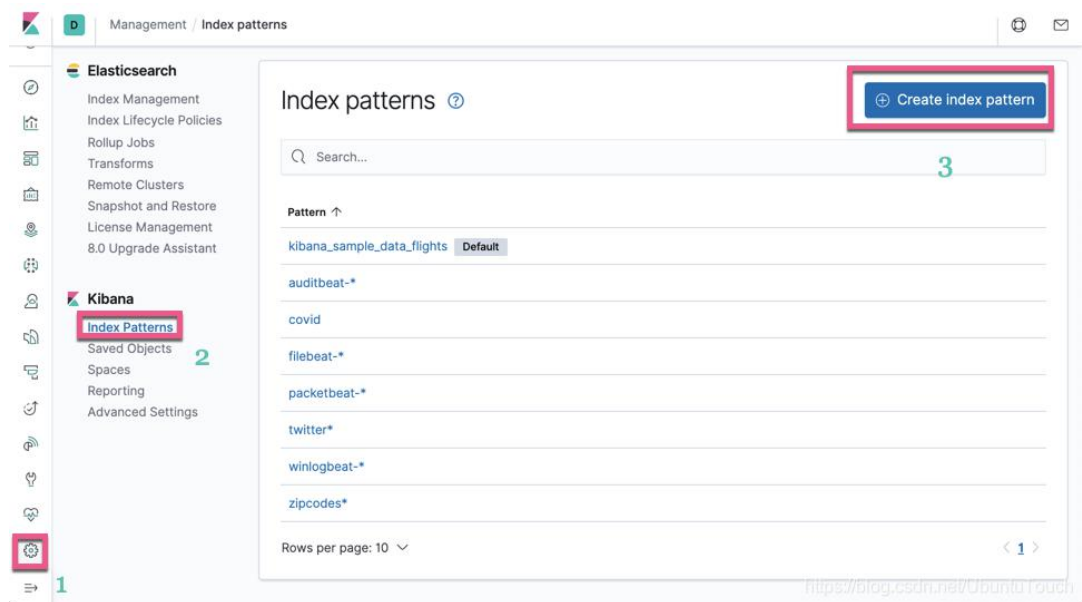 D Management / Index patterns
Elasticsearch
Index Management
Index Lifecycle Policies
Rollup Jobs
Transforms
Remote Clusters
Snapshot and Restore
License Management
8.0 Upgrade Assistant
Kibana
Index Patterns
Saved Objects
2
Spaces
Reporting
Advanced Settings
1
Index patterns
Create index pattern
3
Search...
Pattern ↑
kibana_sample_data_flights Default
auditbeat-*
covid
filebeat-*
packetbeat-*
twitter*
winlogbeat-*
zipcodes*
Rows per page: 10
< 1 >
https://blog.csdn.net/UbuntuTouch